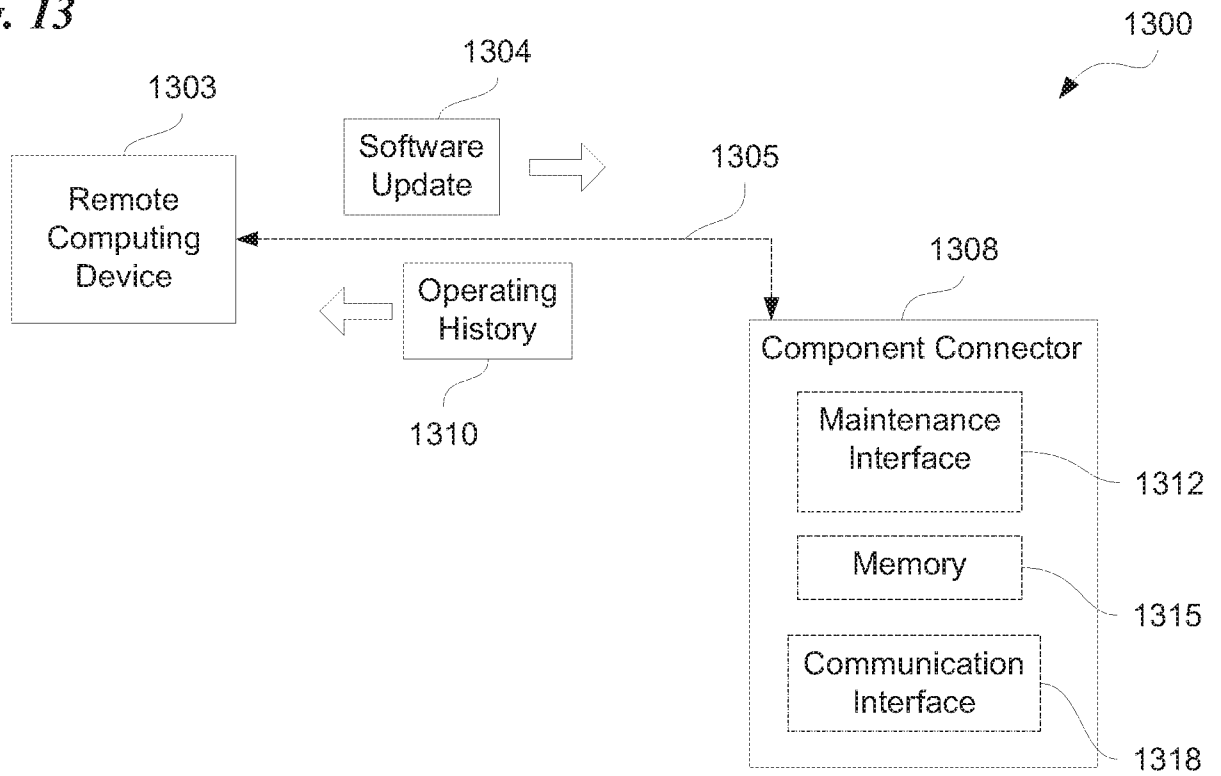 . 13
1300
1304
1303
Software
Update
1305
Remote
Computing
Device
1308
Operating
History
Component Connector
1310
Maintenance
Interface
1312
Memory
1315
Communication
Interface
1318